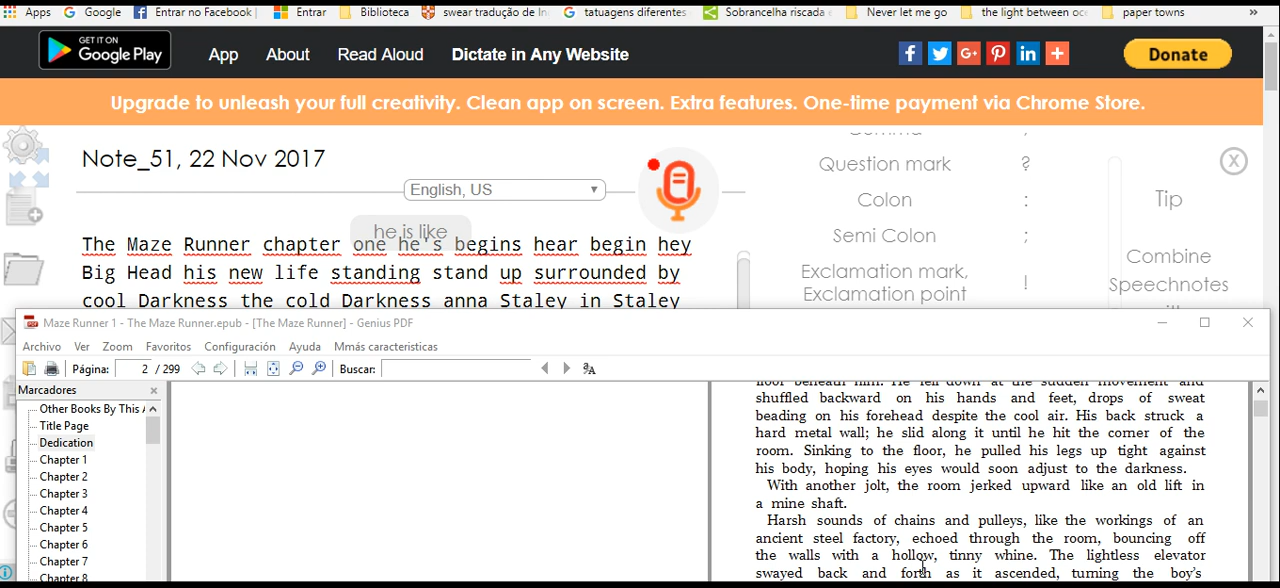 Apps Google Entrar no Facebook Entrar Biblioteca swear tradução de In tatuagens diferentes Sobrancelha riscada Never let me go the light between oce paper towns »
GET IT ON
Google Play App About Read Aloud Dictate in Any Website Donate
Upgrade to unleash your full creativity. Clean app on screen. Extra features. One-time payment via Chrome Store.
Note_51, 22 Nov 2017
English, US
he is like
The Maze Runner chapter one he's begins hear begin hey
Big Head his new life standing stand up surrounded by
cool Darkness the cold Darkness anna Staley in Staley
Comma ,
Question mark ?
Colon :
Semi Colon ;
Exclamation mark,
Exclamation point !
X
Tip
Combine
Speechnotes
Maze Runner 1 - The Maze Runner.epub - [The Maze Runner] - Genius PDF
Archivo Ver Zoom Favoritos Configuración Ayuda Mmás caracteristicas
Página: 2 / 299 Buscar:
Marcadores
Other Books By This A
Title Page
Dedication
Chapter 1
Chapter 2
Chapter 3
Chapter 4
Chapter 5
Chapter 6
Chapter 7
Chapter 8
floor beneath him. He fell down at the sudden movement and
shuffled backward on his hands and feet, drops of sweat
beading on his forehead despite the cool air. His back struck a
hard metal wall; he slid along it until he hit the corner of the
room. Sinking to the floor, he pulled his legs up tight against
his body, hoping his eyes would soon adjust to the darkness.
With another jolt, the room jerked upward like an old lift in
a mine shaft.
Harsh sounds of chains and pulleys, like the workings of an
ancient steel factory, echoed through the room, bouncing off
the walls with a hollow, tinny whine. The lightless elevator
swayed back and forth as it ascended, turning the boy's